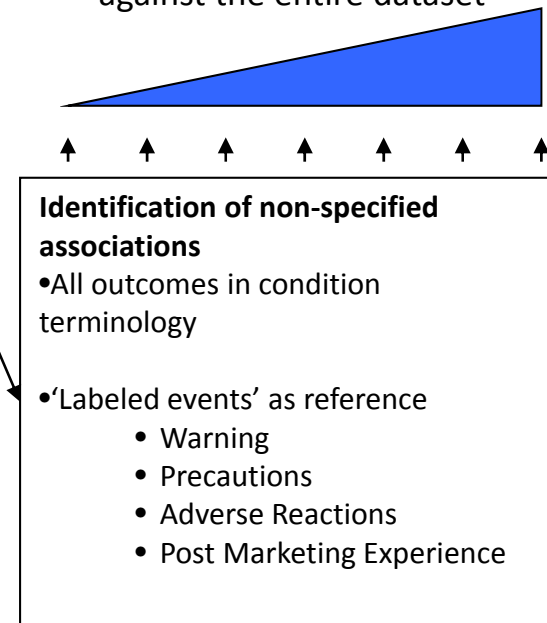 against the entire dataset
Identification of non-specified
associations
•All outcomes in condition
terminology
•‘Labeled events’ as reference
• Warning
• Precautions
• Adverse Reactions
• Post Marketing Experience